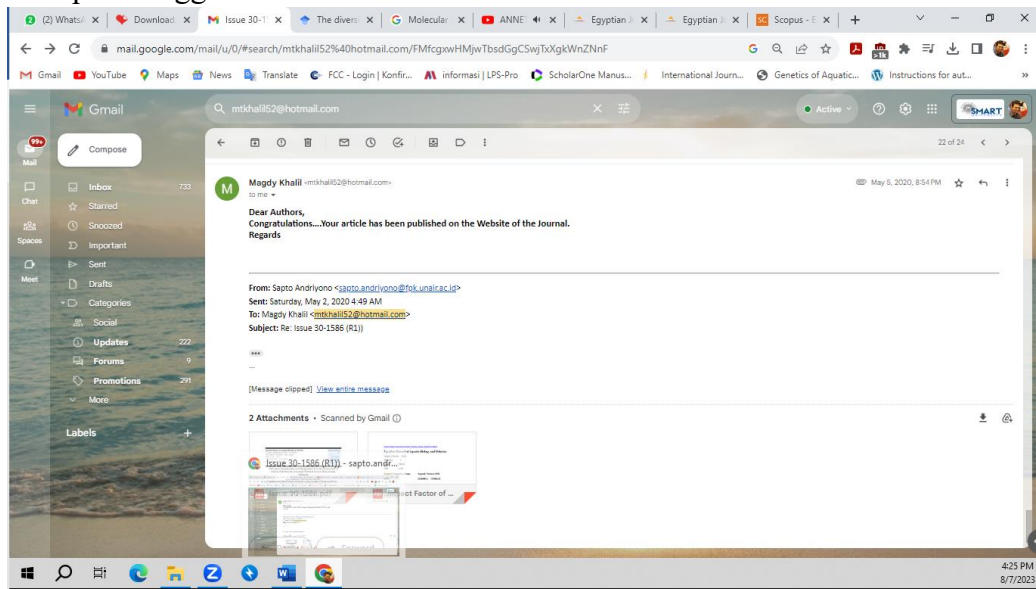 (2) WhatsA
Download
Issue 30-1
The divers
Molecular
ANNE
Egyptian J
Egyptian J
Scopus - E
mail.google.com/mail/u/0/#search/mtkhalil52%40hotmail.com/FMfcgxwHMjwTbsdGgCSwjTxXgkWnZNnF
Gmail
YouTube
Maps
News
Translate
FCC - Login | Konfir...
informasi | LPS-Pro
ScholarOne Manus...
International Journ...
Genetics of Aquatic...
Instructions for aut...
>1k
Gmail
mtkhalil52@hotmail.com
Active
SMART
99+
Mail
Chat
Spaces
Meet
Compose
Inbox 733
Starred
Snoozed
Important
Sent
Drafts
Categories
Social
Updates 222
Forums 9
Promotions 291
More
Labels
22 of 24
M
Magdy Khalil <mtkhalil52@hotmail.com>
to me
May 5, 2020, 8:54 PM
Dear Authors,
Congratulations....Your article has been published on the Website of the Journal.
Regards
From: Sapto Andriyono <sapto.andriyono@fpk.unair.ac.id>
Sent: Saturday, May 2, 2020 4:49 AM
To: Magdy Khalil <mtkhalil52@hotmail.com>
Subject: Re: Issue 30-1586 (R1))
...
[Message clipped] View entire message
2 Attachments • Scanned by Gmail
Issue 30-1586 (R1)) - sapto.andr...
ct Factor of ...
4:25 PM
8/7/2023